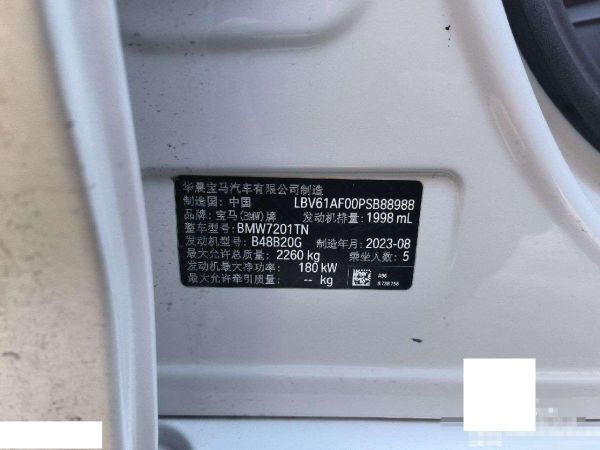 华晨宝马汽车有限公司制造
制造国: 中国 LBV61AF00PSB88988
品牌: 宝马(BMW)牌 发动机排量: 1998 mL
整车型号: BMW7201TN
发动机型号: B48B20G 制造年月: 2023-08
最大允许总质量: 2260 kg 乘坐人数: 5
发动机最大净功率: 180 kW
最大允许牵引质量: -- kg
A96
8 738 756